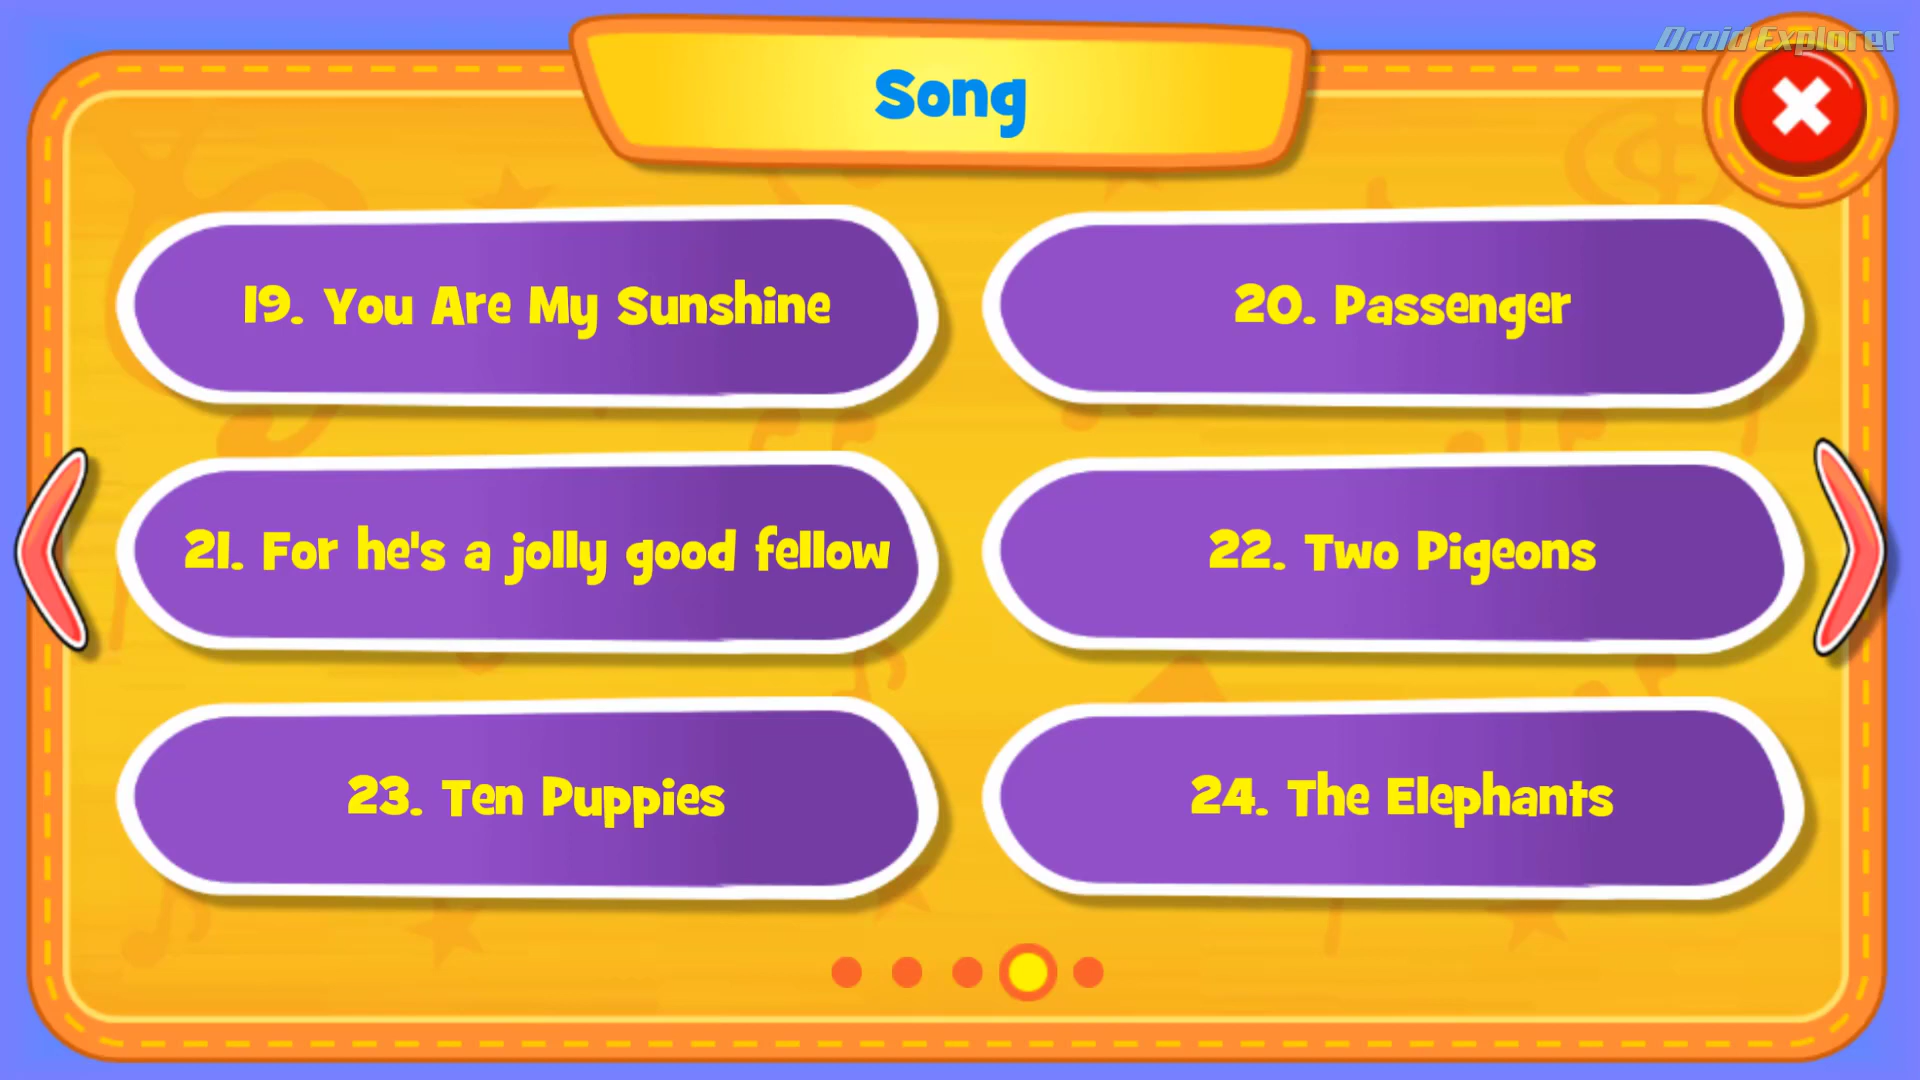 Droid Explorer
Song
19. You Are My Sunshine
20. Passenger
21. For he's a jolly good fellow
22. Two Pigeons
23. Ten Puppies
24. The Elephants